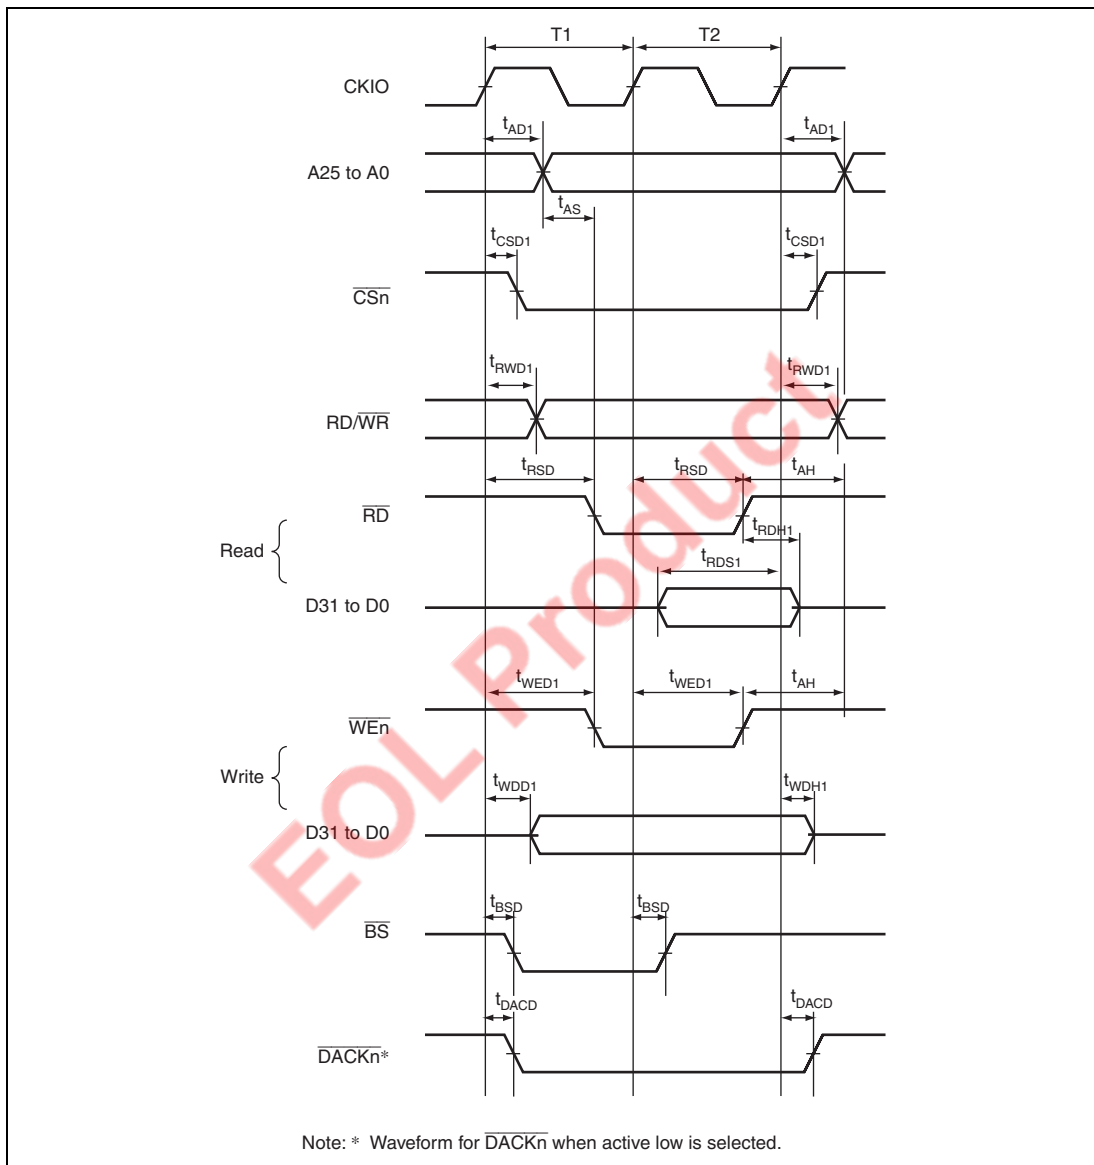 T1 T2
CKIO
tAD1 tAD1
A25 to A0
tAS
tCSD1 tCSD1
CSn
tRWD1 tRWD1
RD/WR
tRSD tRSD tAH
RD
tRDH1
Read
tRDS1
D31 to D0
tWED1 tWED1 tAH
WEn
Write
tWDD1 tWDH1
D31 to D0
tBSD tBSD
BS
tDACD tDACD
DACKn*
Note: * Waveform for DACKn when active low is selected.
EOL Product